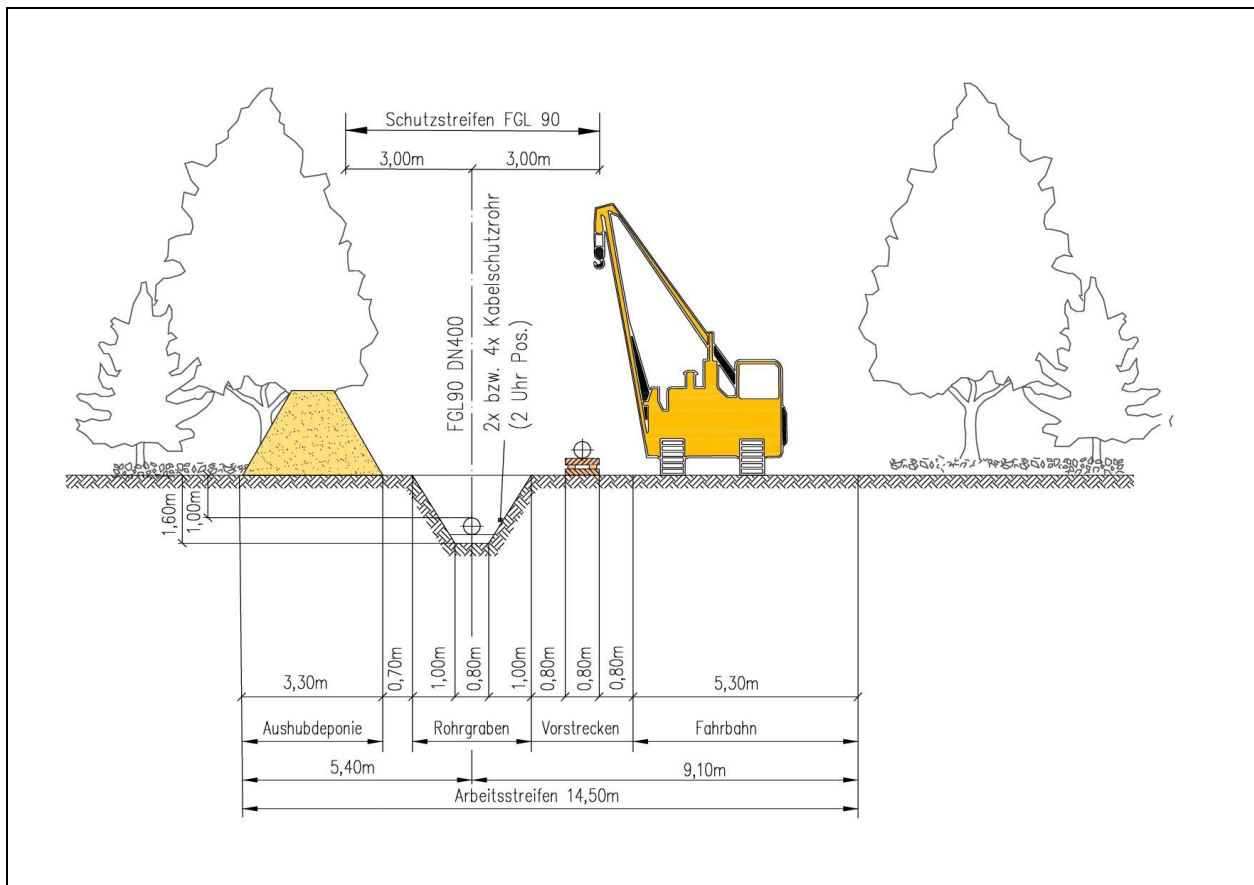 Schutzstreifen FGL 90
3,00m
3,00m
FGL90 DN400
2x bzw. 4x Kabelschutzrohr
(2 Uhr Pos.)
1,60m
1,00m
3,30m
0,70m
1,00m
0,80m
1,00m
0,80m
0,80m
0,80m
5,30m
Aushubdeponie
Rohrgraben
Vorstrecken
Fahrbahn
5,40m
9,10m
Arbeitsstreifen 14,50m